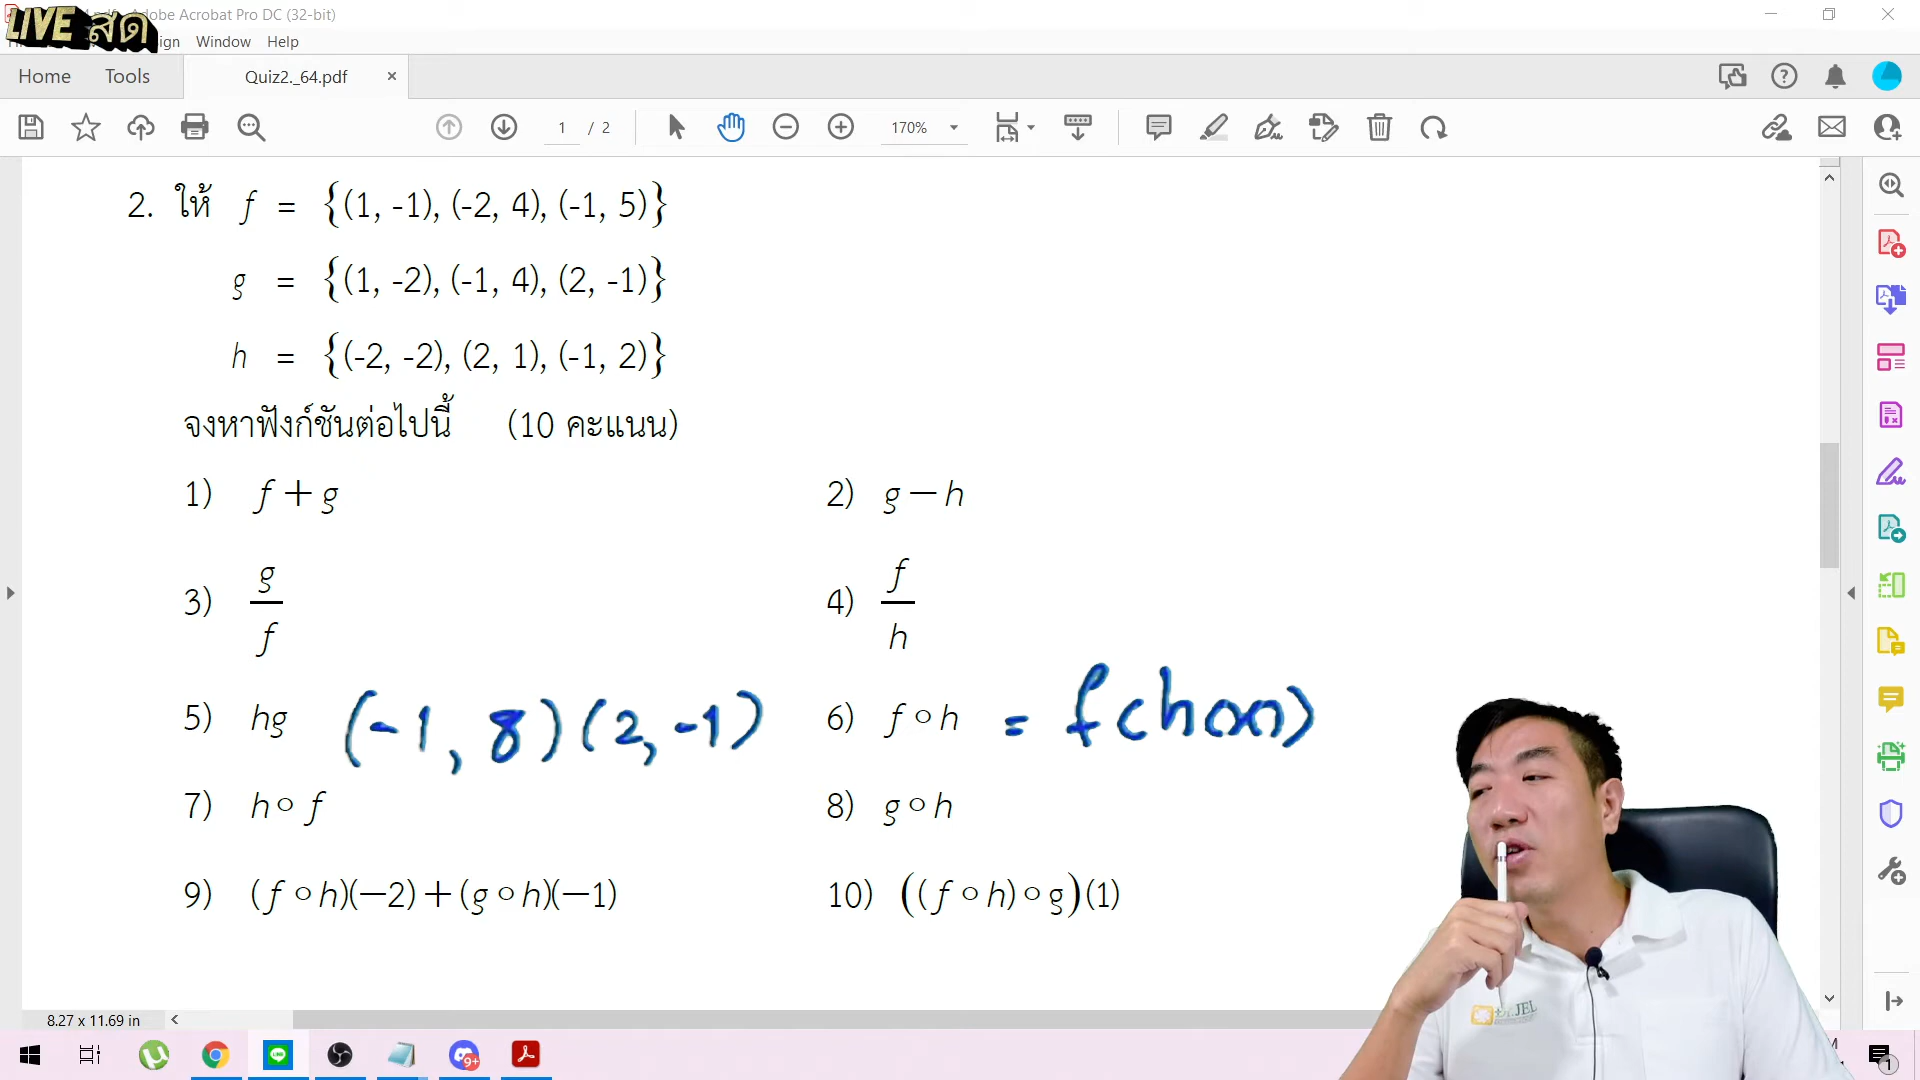 LIVE สด
Adobe Acrobat Pro DC (32-bit)
Window Help
Home Tools Quiz2._64.pdf
1 / 2 170%
2. ให้ f = {(1, -1), (-2, 4), (-1, 5)}
g = {(1, -2), (-1, 4), (2, -1)}
h = {(-2, -2), (2, 1), (-1, 2)}
จงหาฟังก์ชันต่อไปนี้ (10 คะแนน)
1) f + g 2) g − h
3) g/f 4) f/h
5) hg (-1, 8) (2, -1) 6) f ∘ h = f(h(x))
7) h ∘ f 8) g ∘ h
9) (f ∘ h)(−2) + (g ∘ h)(−1) 10) ((f ∘ h) ∘ g)(1)
8.27 x 11.69 in
9+
1